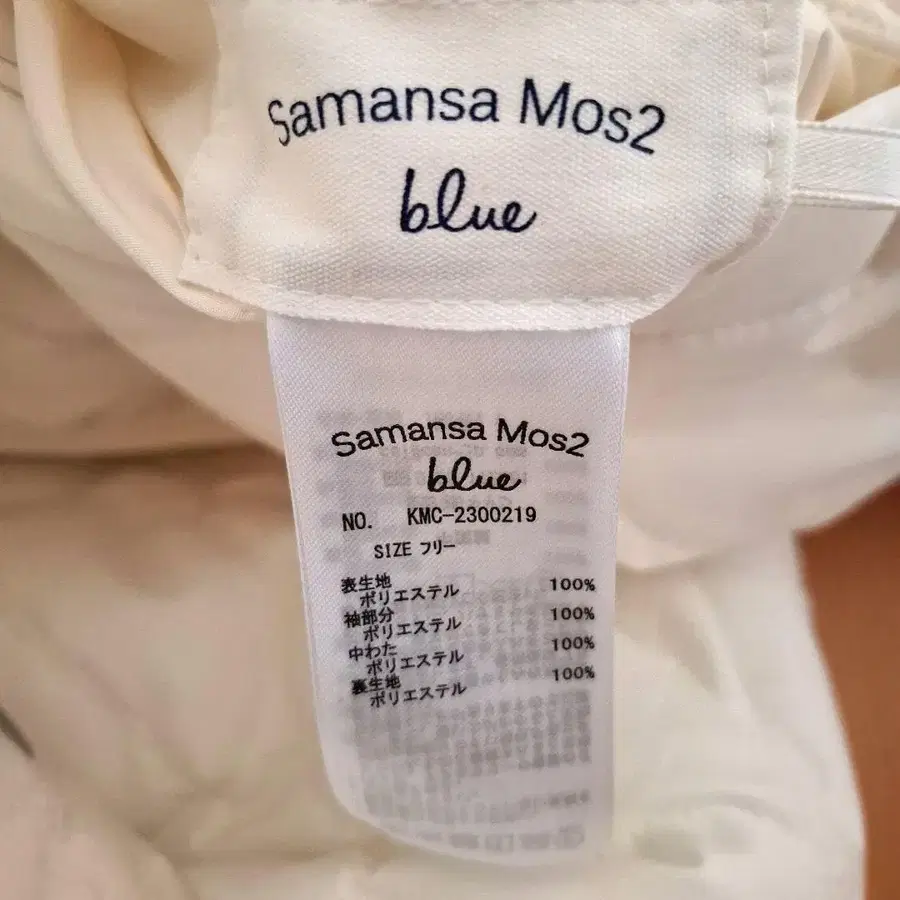 Samansa Mos2
blue
Samansa Mos2
blue
NO. KMC-2300219
SIZE フリー
表生地
ポリエステル 100%
袖部分
ポリエステル 100%
中わた
ポリエステル 100%
裏生地
ポリエステル 100%